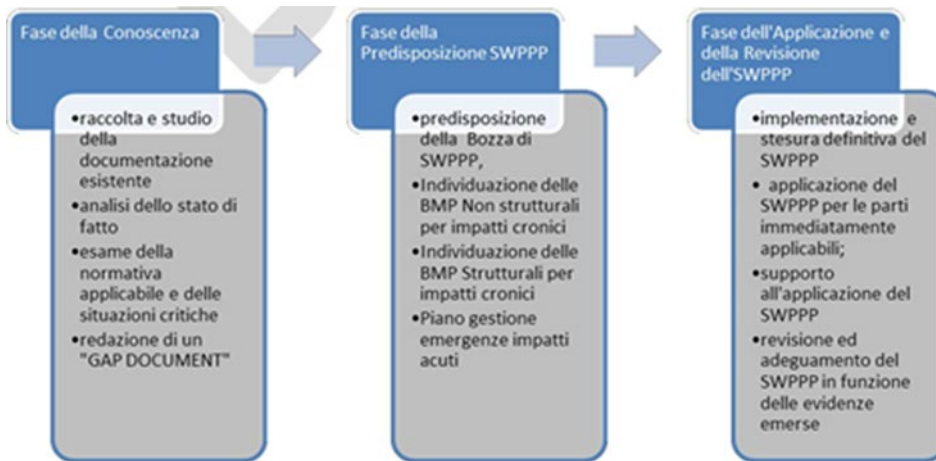 Fase della Conoscenza
•raccolta e studio
della
documentazione
esistente
•analisi dello stato di
fatto
•esame della
normativa
applicabile e delle
situazioni critiche
•redazione di un
"GAP DOCUMENT"
Fase della
Predisposizione SWPPP
•predisposizione
della Bozza di
SWPPP,
•Individuazione delle
BMP Non strutturali
per impatti cronici
•Individuazione delle
BMP Strutturali per
impatti cronici
•Piano gestione
emergenze impatti
acuti
Fase dell'Applicazione e
della Revisione
dell'SWPPP
•implementazione e
stesura definitiva del
SWPPP
• applicazione del
SWPPP per le parti
immediatamente
applicabili;
•supporto
all'applicazione del
SWPPP
•revisione ed
adeguamento del
SWPPP in funzione
delle evidenze
emerse